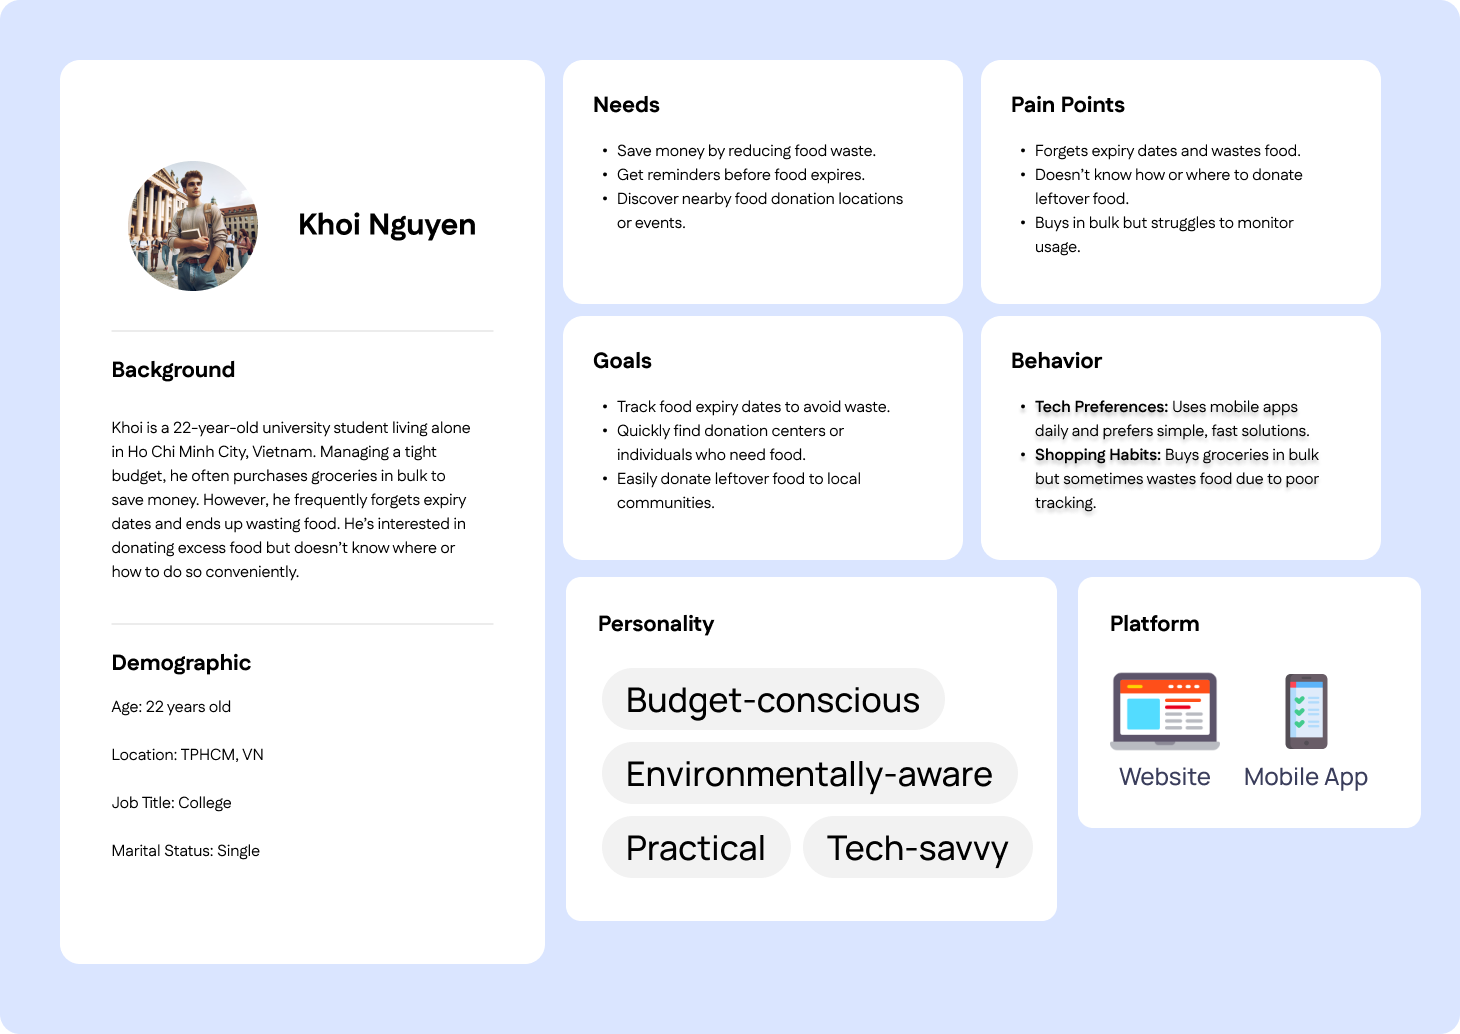 Khoi Nguyen
Background
Khoi is a 22-year-old university student living alone
in Ho Chi Minh City, Vietnam. Managing a tight
budget, he often purchases groceries in bulk to
save money. However, he frequently forgets expiry
dates and ends up wasting food. He’s interested in
donating excess food but doesn’t know where or
how to do so conveniently.
Demographic
Age: 22 years old
Location: TPHCM, VN
Job Title: College
Marital Status: Single
Needs
• Save money by reducing food waste.
• Get reminders before food expires.
• Discover nearby food donation locations
or events.
Pain Points
• Forgets expiry dates and wastes food.
• Doesn’t know how or where to donate
leftover food.
• Buys in bulk but struggles to monitor
usage.
Goals
• Track food expiry dates to avoid waste.
• Quickly find donation centers or
individuals who need food.
• Easily donate leftover food to local
communities.
Behavior
• Tech Preferences: Uses mobile apps
daily and prefers simple, fast solutions.
• Shopping Habits: Buys groceries in bulk
but sometimes wastes food due to poor
tracking.
Personality
Budget-conscious
Environmentally-aware
Practical
Tech-savvy
Platform
Website
Mobile App